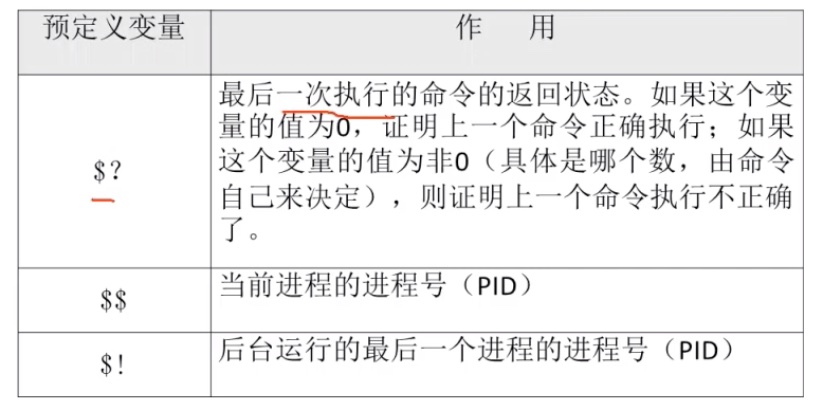 预定义变量 作 用
最后一次执行的命令的返回状态。如果这个变
量的值为0，证明上一个命令正确执行；如果
$? 这个变量的值为非0（具体是哪个数，由命令
自己来决定），则证明上一个命令执行不正确
了。
$$ 当前进程的进程号（PID）
$! 后台运行的最后一个进程的进程号（PID）